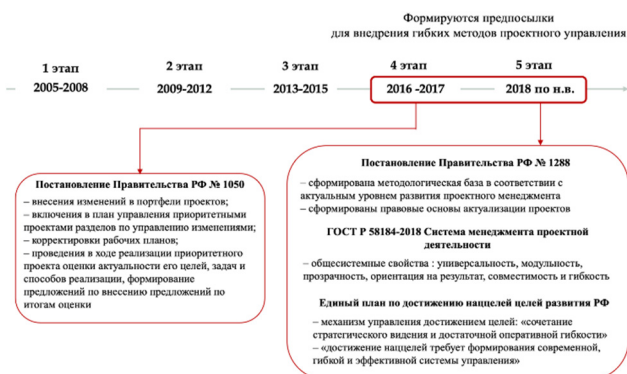 Формируются предпосылки
для внедрения гибких методов проектного управления
1 этап
2005-2008
2 этап
2009-2012
3 этап
2013-2015
4 этап
2016 -2017
5 этап
2018 по н.в.
Постановление Правительства РФ № 1050
– внесения изменений в портфели проектов;
– включения в план управления приоритетными
проектами разделов по управлению изменениями;
– корректировки рабочих планов;
– проведения в ходе реализации приоритетного
проекта оценки актуальности его целей, задач и
способов реализации, формирование
предложений по внесению предложений по
итогам оценки
Постановление Правительства РФ № 1288
– сформирована методологическая база в соответствии с
актуальным уровнем развития проектного менеджмента
– сформированы правовые основы актуализации проектов
ГОСТ Р 58184-2018 Система менеджмента проектной
деятельности
– общесистемные свойства : универсальность, модульность,
прозрачность, ориентация на результат, совместимость и гибкость
Единый план по достижению наццелей целей развития РФ
– механизм управления достижением целей: «сочетание
стратегического видения и достаточной оперативной гибкости»
– «достижение наццелей требует формирования современной,
гибкой и эффективной системы управления»